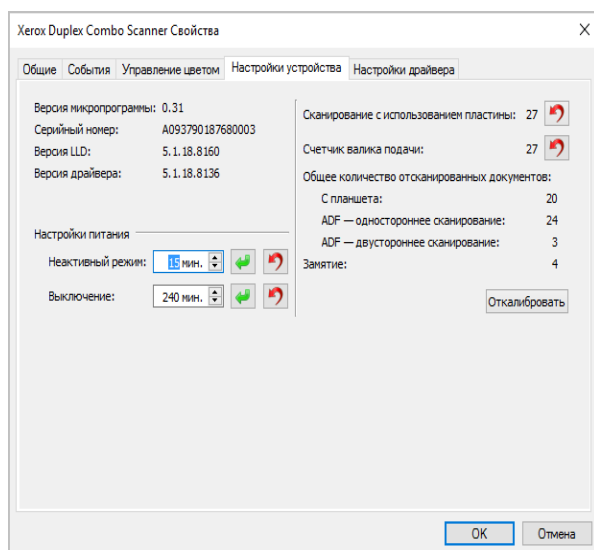 Xerox Duplex Combo Scanner Свойства
Общие События Управление цветом Настройки устройства Настройки драйвера
Версия микропрограммы: 0.31
Серийный номер: A093790187680003
Версия LLD: 5.1.18.8160
Версия драйвера: 5.1.18.8136
Настройки питания
Неактивный режим: 15 мин.
Выключение: 240 мин.
Сканирование с использованием пластины: 27
Счетчик валика подачи: 27
Общее количество отсканированных документов:
С планшета: 20
ADF — одностороннее сканирование: 24
ADF — двустороннее сканирование: 3
Замятие: 4
Откалибровать
OK Отмена